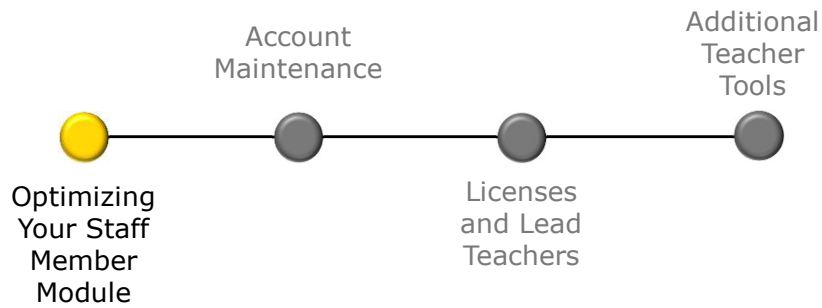 Optimizing
Your Staff
Member
Module
Account
Maintenance
Licenses
and Lead
Teachers
Additional
Teacher
Tools